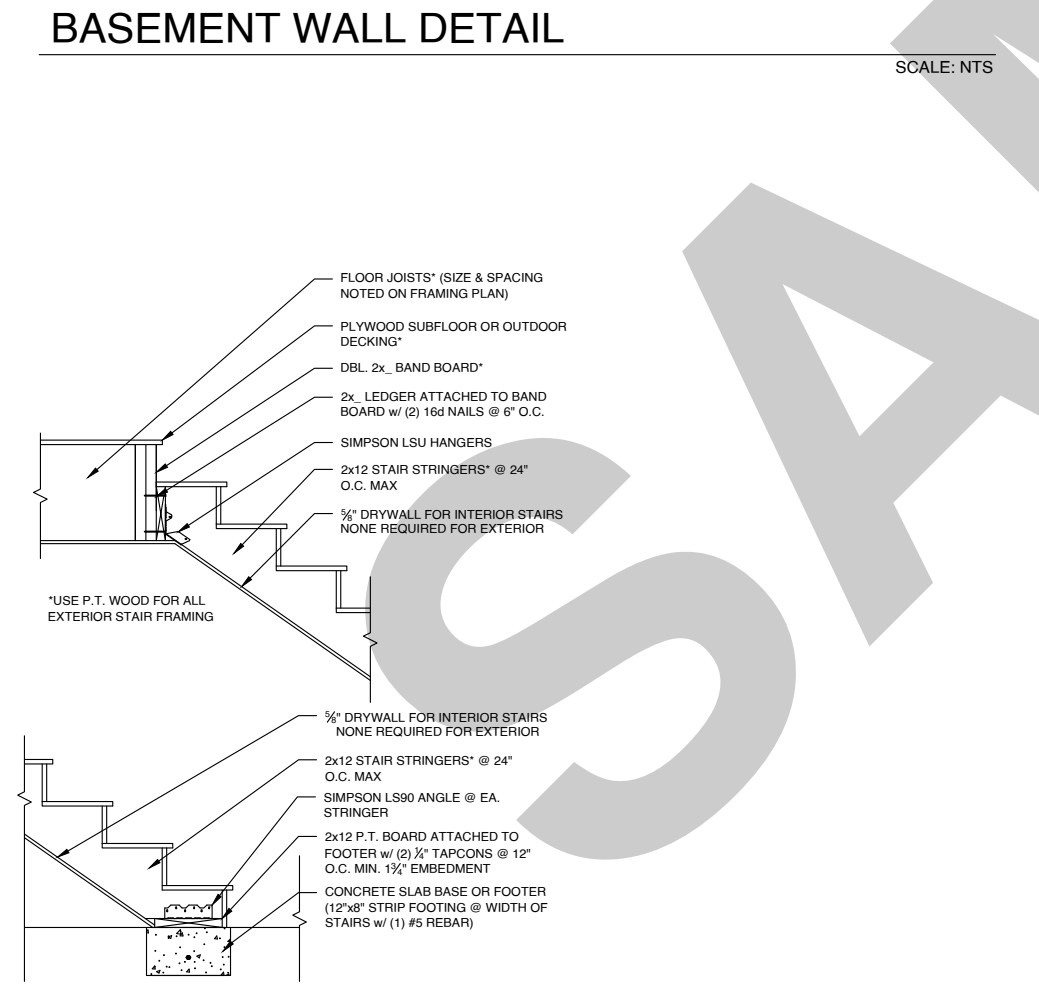 BASEMENT WALL DETAIL
SCALE: NTS
FLOOR JOISTS* (SIZE & SPACING
NOTED ON FRAMING PLAN)
PLYWOOD SUBFLOOR OR OUTDOOR
DECKING*
DBL. 2x_ BAND BOARD*
2x_ LEDGER ATTACHED TO BAND
BOARD w/ (2) 16d NAILS @ 6" O.C.
SIMPSON LSU HANGERS
2x12 STAIR STRINGERS* @ 24"
O.C. MAX
⅝" DRYWALL FOR INTERIOR STAIRS
NONE REQUIRED FOR EXTERIOR
*USE P.T. WOOD FOR ALL
EXTERIOR STAIR FRAMING
⅝" DRYWALL FOR INTERIOR STAIRS
NONE REQUIRED FOR EXTERIOR
2x12 STAIR STRINGERS* @ 24"
O.C. MAX
SIMPSON LS90 ANGLE @ EA.
STRINGER
2x12 P.T. BOARD ATTACHED TO
FOOTER w/ (2) ¼" TAPCONS @ 12"
O.C. MIN. 1¾" EMBEDMENT
CONCRETE SLAB BASE OR FOOTER
(12"x8" STRIP FOOTING @ WIDTH OF
STAIRS w/ (1) #5 REBAR)